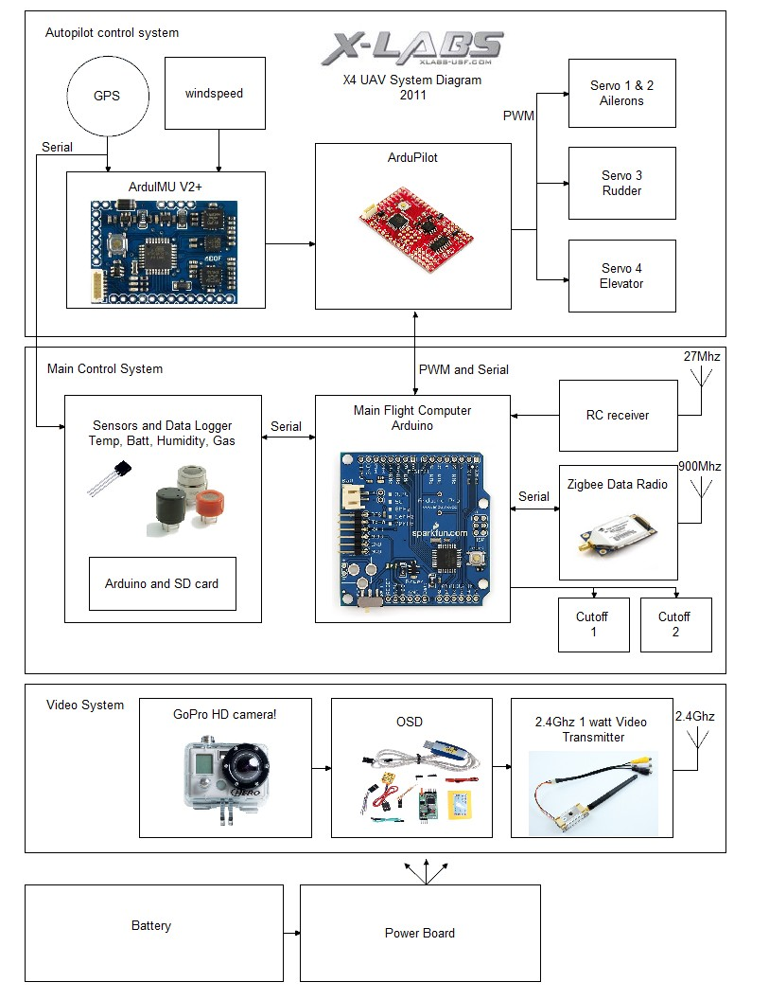 Autopilot control system
X-LABS
XLABS-USF.COM
X4 UAV System Diagram
2011
GPS
windspeed
Serial
ArduIMU V2+
ArduPilot
PWM
Servo 1 & 2
Ailerons
Servo 3
Rudder
Servo 4
Elevator
Main Control System
PWM and Serial
27Mhz
Sensors and Data Logger
Temp, Batt, Humidity, Gas
Arduino and SD card
Serial
Main Flight Computer
Arduino
sparkfun.com
RC receiver
900Mhz
Serial
Zigbee Data Radio
Cutoff
1
Cutoff
2
Video System
GoPro HD camera!
HERO
OSD
2.4Ghz 1 watt Video
Transmitter
2.4Ghz
Battery
Power Board